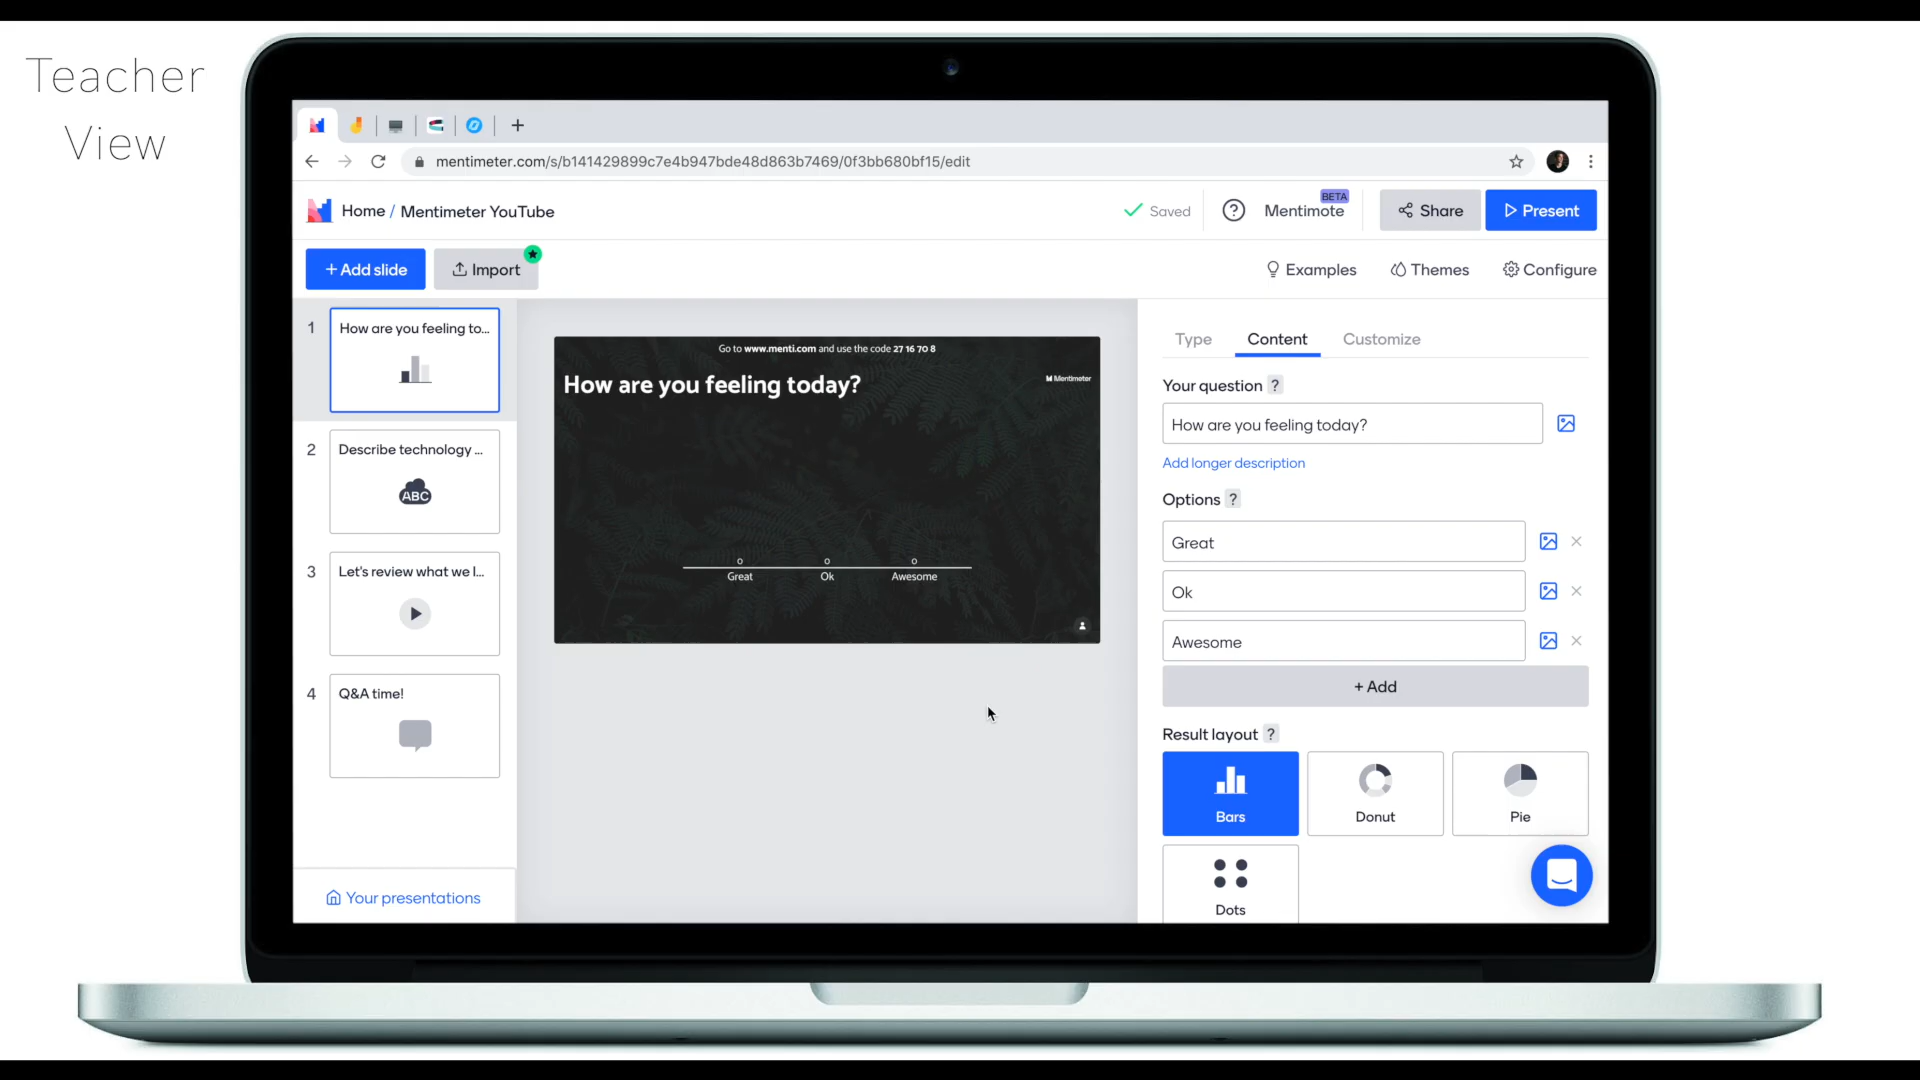 Teacher
View
mentimeter.com/s/b141429899c7e4b947bde48d863b7469/0f3bb680bf15/edit
Home / Mentimeter YouTube
Saved
?
Mentimote
BETA
Share
Present
+ Add slide
Import
Examples
Themes
Configure
1
How are you feeling to...
2
Describe technology ...
ABC
3
Let's review what we l...
4
Q&A time!
Your presentations
Go to www.menti.com and use the code 27 16 70 8
How are you feeling today?
Mentimeter
0 0 0
Great Ok Awesome
Type Content Customize
Your question ?
How are you feeling today?
Add longer description
Options ?
Great
Ok
Awesome
+ Add
Result layout ?
Bars Donut Pie
Dots